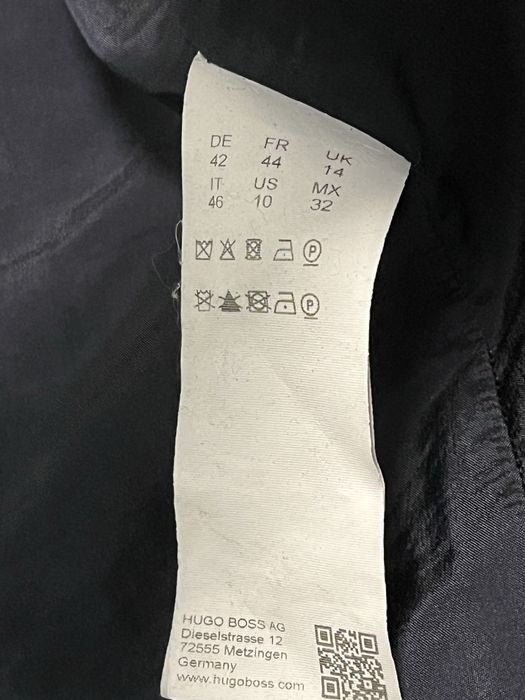 DE FR UK
42 44 14
IT US MX
46 10 32
P
P
HUGO BOSS AG
Dieselstrasse 12
72555 Metzingen
Germany
www.hugoboss.com